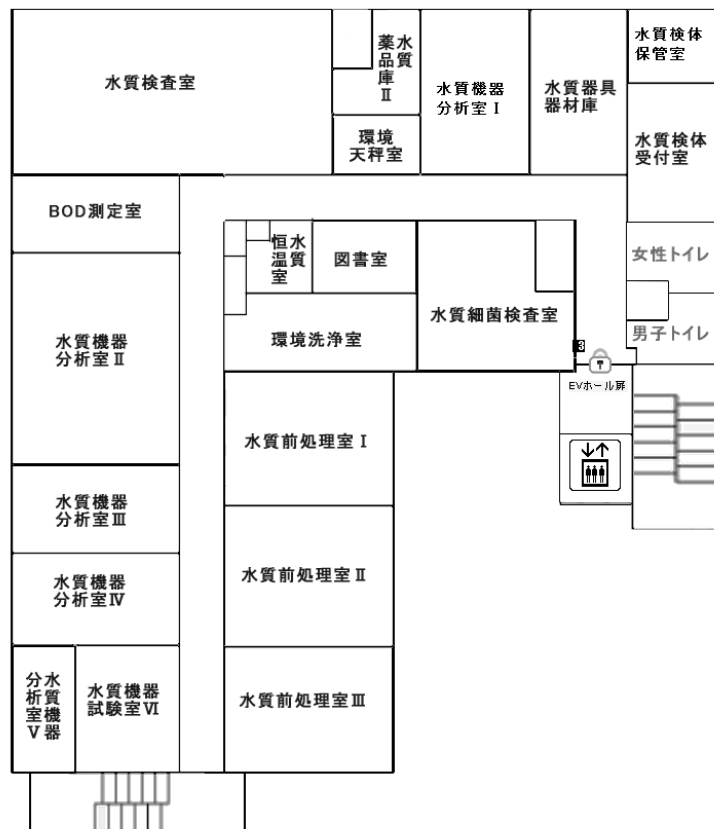 水質検査室
水質
薬品庫Ⅱ
環境
天秤室
水質機器
分析室Ⅰ
水質器具
器材庫
水質検体
保管室
水質検体
受付室
BOD測定室
水質
恒温室
図書室
水質細菌検査室
女性トイレ
男子トイレ
環境洗浄室
水質機器
分析室Ⅱ
3
EVホール扉
水質前処理室Ⅰ
水質機器
分析室Ⅲ
水質前処理室Ⅱ
水質機器
分析室Ⅳ
水質機器
分析室Ⅴ
水質機器
試験室Ⅵ
水質前処理室Ⅲ